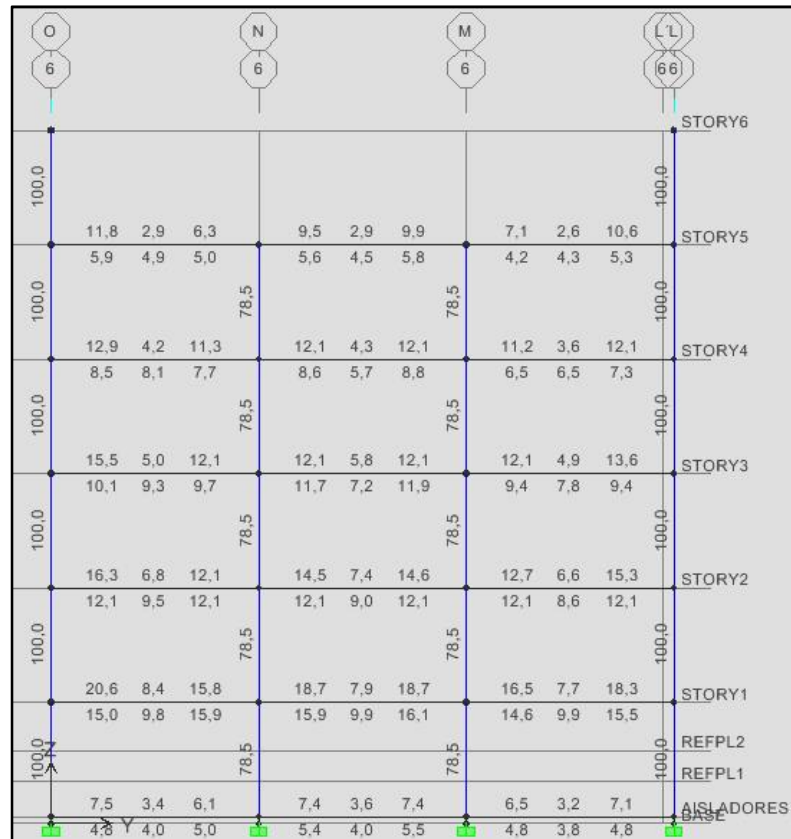 O N M L' L
6 6 6 6 6
STORY6
100,0 100,0
11,8 2,9 6,3 9,5 2,9 9,9 7,1 2,6 10,6 STORY5
5,9 4,9 5,0 5,6 4,5 5,8 4,2 4,3 5,3
100,0 78,5 78,5 100,0
12,9 4,2 11,3 12,1 4,3 12,1 11,2 3,6 12,1 STORY4
8,5 8,1 7,7 8,6 5,7 8,8 6,5 6,5 7,3
100,0 78,5 78,5 100,0
15,5 5,0 12,1 12,1 5,8 12,1 12,1 4,9 13,6 STORY3
10,1 9,3 9,7 11,7 7,2 11,9 9,4 7,8 9,4
100,0 78,5 78,5 100,0
16,3 6,8 12,1 14,5 7,4 14,6 12,7 6,6 15,3 STORY2
12,1 9,5 12,1 12,1 9,0 12,1 12,1 8,6 12,1
100,0 78,5 78,5 100,0
20,6 8,4 15,8 18,7 7,9 18,7 16,5 7,7 18,3 STORY1
15,0 9,8 15,9 15,9 9,9 16,1 14,6 9,9 15,5
Z REFPL2
100,0 78,5 78,5 100,0
REFPL1
7,5 3,4 6,1 7,4 3,6 7,4 6,5 3,2 7,1 AISLADORES
BASE
4,8 4,0 5,0 5,4 4,0 5,5 4,8 3,8 4,8
Y